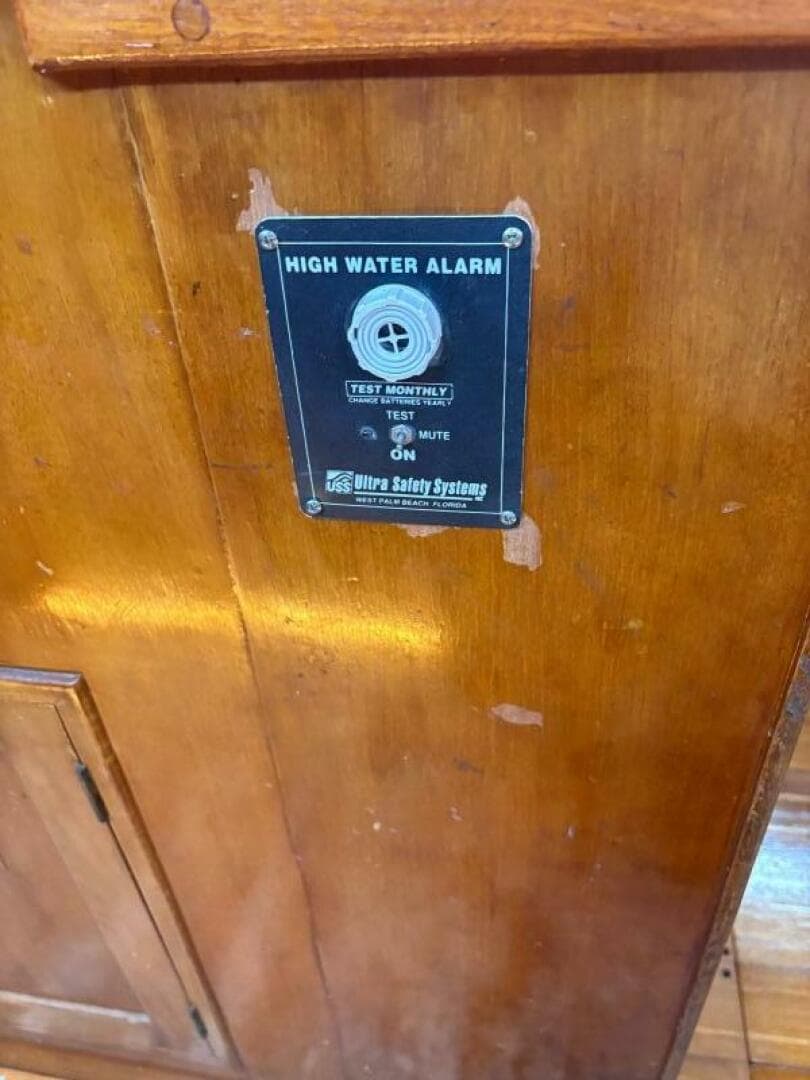 HIGH WATER ALARM
TEST MONTHLY
CHANGE BATTERIES YEARLY
TEST
MUTE
ON
USS Ultra Safety Systems INC
WEST PALM BEACH, FLORIDA